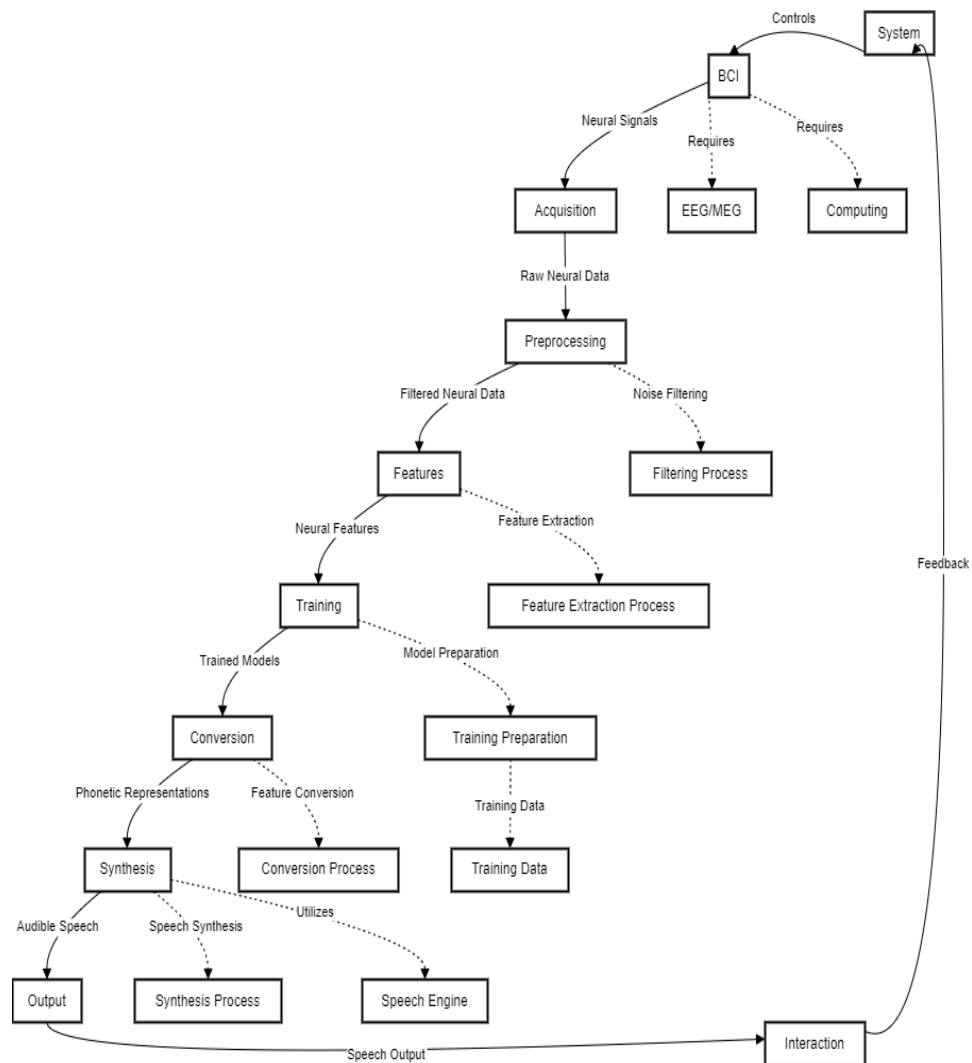 Controls
System
BCI
Neural Signals
Requires
Requires
Acquisition
EEG/MEG
Computing
Raw Neural Data
Preprocessing
Filtered Neural Data
Noise Filtering
Features
Filtering Process
Neural Features
Feature Extraction
Feedback
Training
Feature Extraction Process
Trained Models
Model Preparation
Conversion
Training Preparation
Phonetic Representations
Feature Conversion
Training Data
Synthesis
Conversion Process
Training Data
Audible Speech
Speech Synthesis
Utilizes
Output
Synthesis Process
Speech Engine
Interaction
Speech Output